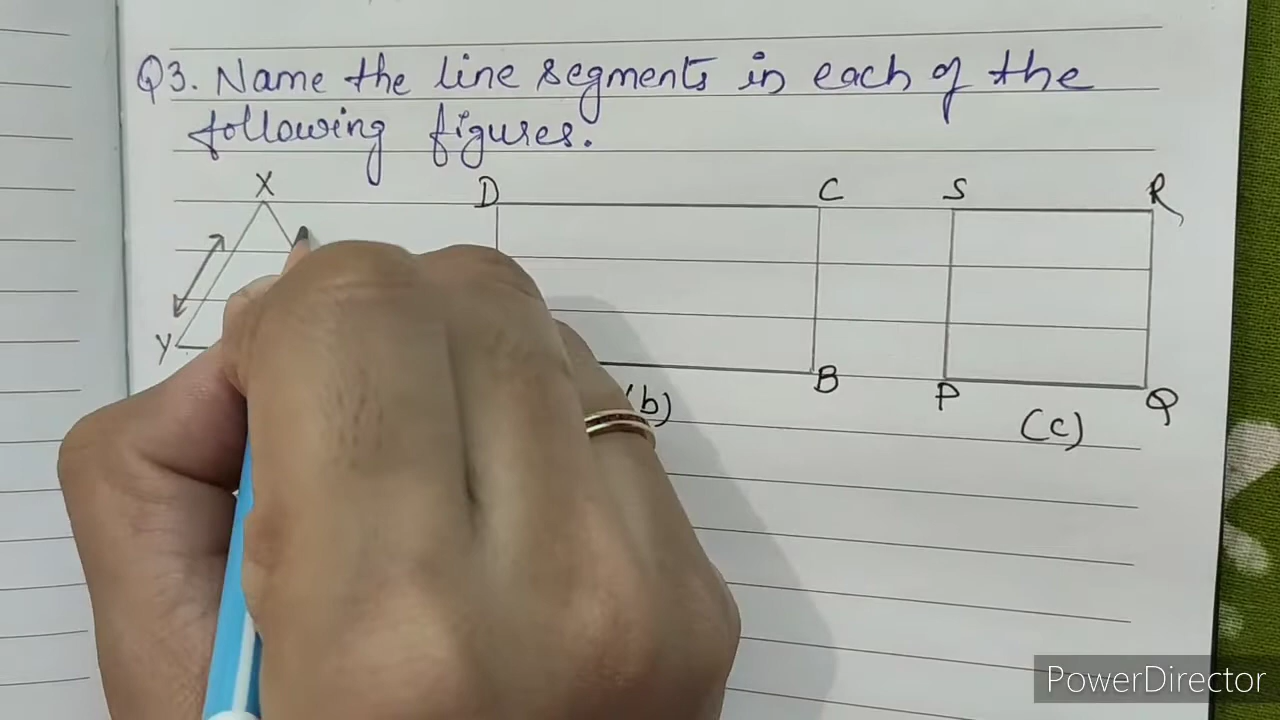 Q3. Name the line segments in each of the
following figures.
X D C S R
Y B P Q
(b) (c)
PowerDirector